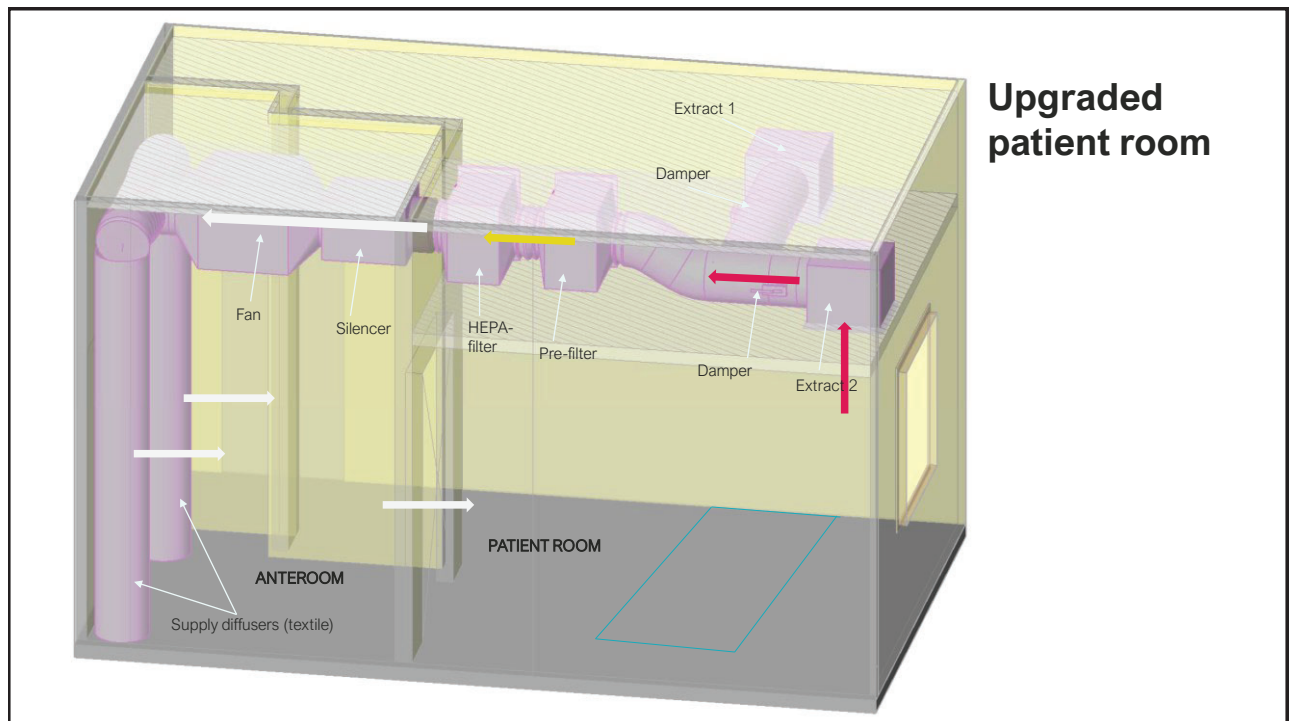 Upgraded
patient room
Extract 1
Damper
Fan
Silencer
HEPA-
filter
Pre-filter
Damper
Extract 2
PATIENT ROOM
ANTEROOM
Supply diffusers (textile)